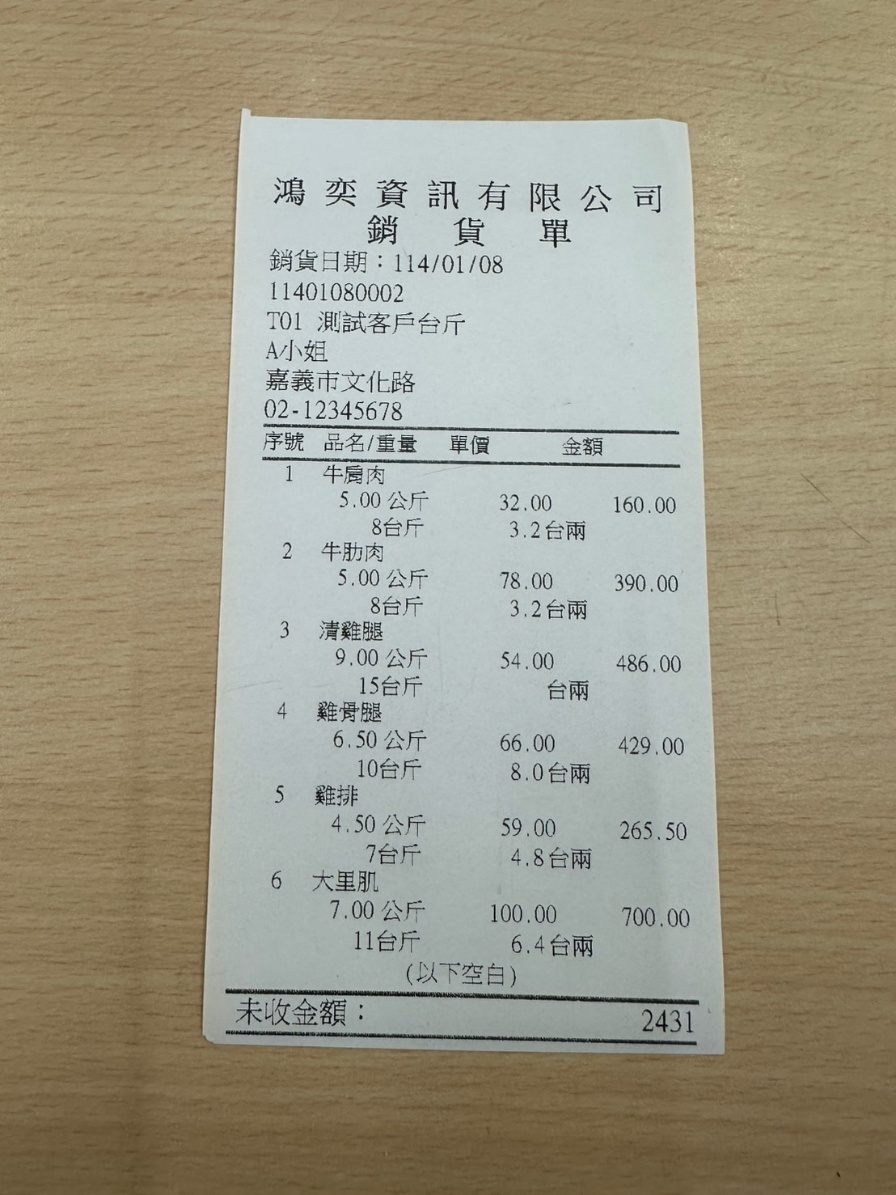 鴻奕資訊有限公司
銷貨單
銷貨日期：114/01/08
11401080002
T01 測試客戶台斤
A小姐
嘉義市文化路
02-12345678
序號 品名/重量 單價 金額
1 牛肩肉
5.00 公斤 32.00 160.00
8台斤 3.2台兩
2 牛肋肉
5.00 公斤 78.00 390.00
8台斤 3.2台兩
3 清雞腿
9.00 公斤 54.00 486.00
15台斤 台兩
4 雞骨腿
6.50 公斤 66.00 429.00
10台斤 8.0台兩
5 雞排
4.50 公斤 59.00 265.50
7台斤 4.8台兩
6 大里肌
7.00 公斤 100.00 700.00
11台斤 6.4台兩
(以下空白)
未收金額： 2431